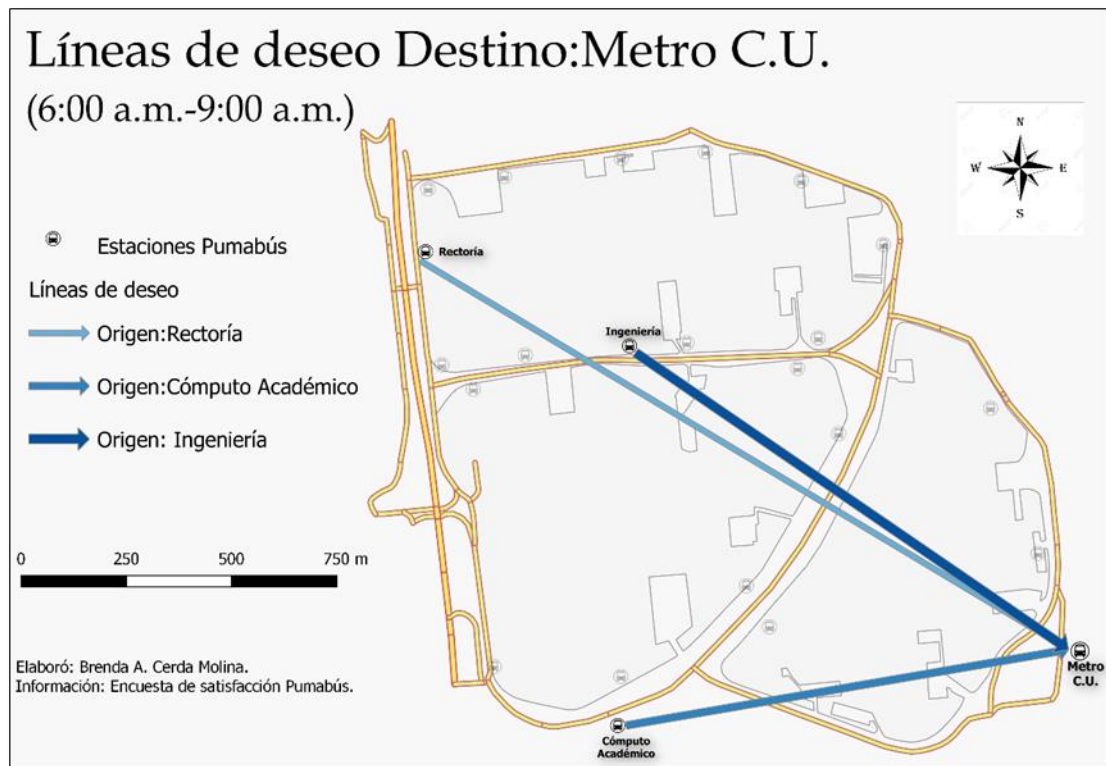 Líneas de deseo Destino:Metro C.U.
(6:00 a.m.-9:00 a.m.)
N
W
E
S
Estaciones Pumabús
Líneas de deseo
Origen:Rectoría
Origen:Cómputo Académico
Origen: Ingeniería
Rectoría
Ingeniería
0 250 500 750 m
Elaboró: Brenda A. Cerda Molina.
Información: Encuesta de satisfacción Pumabús.
Metro
C.U.
Cómputo
Académico